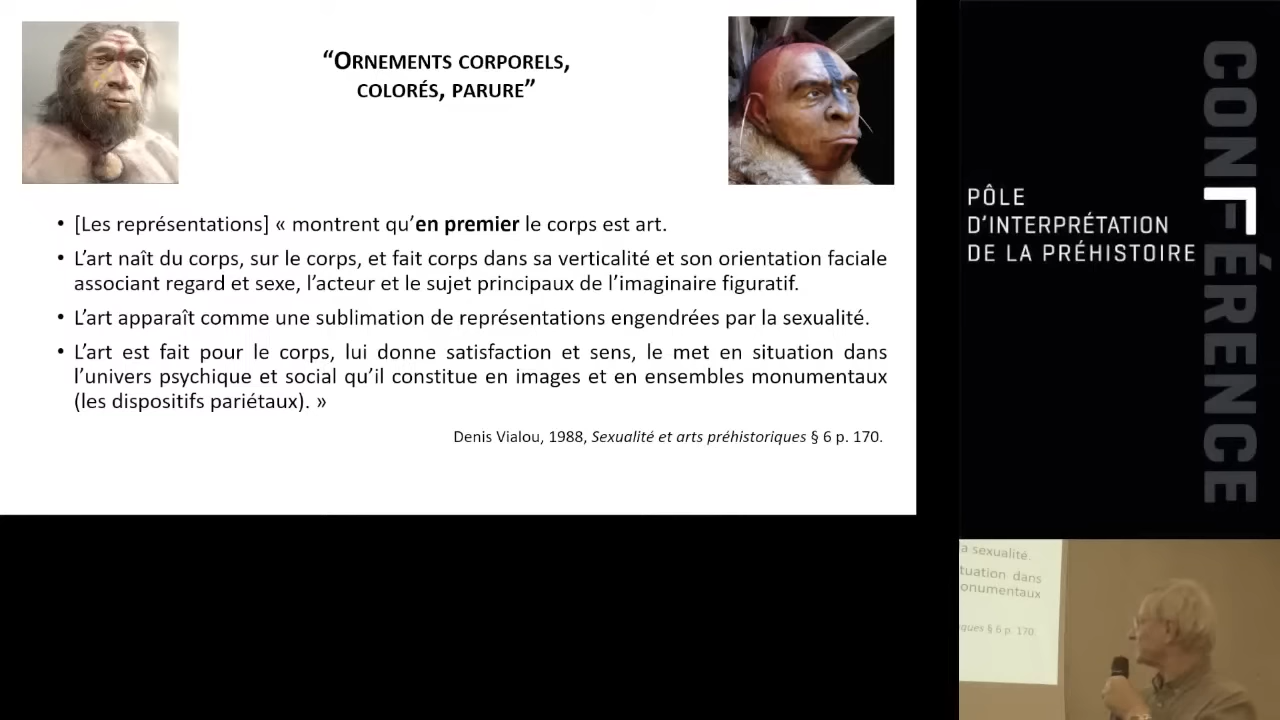 “ORNEMENTS CORPORELS,
COLORÉS, PARURE”
• [Les représentations] « montrent qu’en premier le corps est art.
• L’art naît du corps, sur le corps, et fait corps dans sa verticalité et son orientation faciale
associant regard et sexe, l’acteur et le sujet principaux de l’imaginaire figuratif.
• L’art apparaît comme une sublimation de représentations engendrées par la sexualité.
• L’art est fait pour le corps, lui donne satisfaction et sens, le met en situation dans
l’univers psychique et social qu’il constitue en images et en ensembles monumentaux
(les dispositifs pariétaux). »
Denis Vialou, 1988, Sexualité et arts préhistoriques § 6 p. 170.
PÔLE
D’INTERPRÉTATION
DE LA PRÉHISTOIRE
CONFÉRENCE
a sexualité.
tuation dans
onumentaux
iques § 6 p. 170